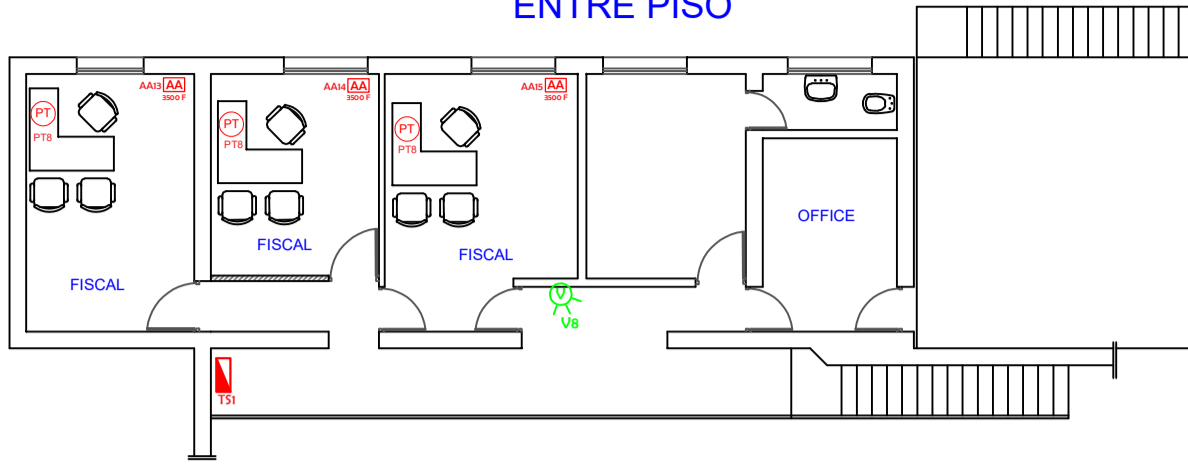 ENTRE PISO
AA13 AA
3500 F
AA14 AA
3500 F
AA15 AA
3500 F
PT
PT8
PT
PT8
PT
PT8
OFFICE
FISCAL
FISCAL
FISCAL
V
V8
TS1